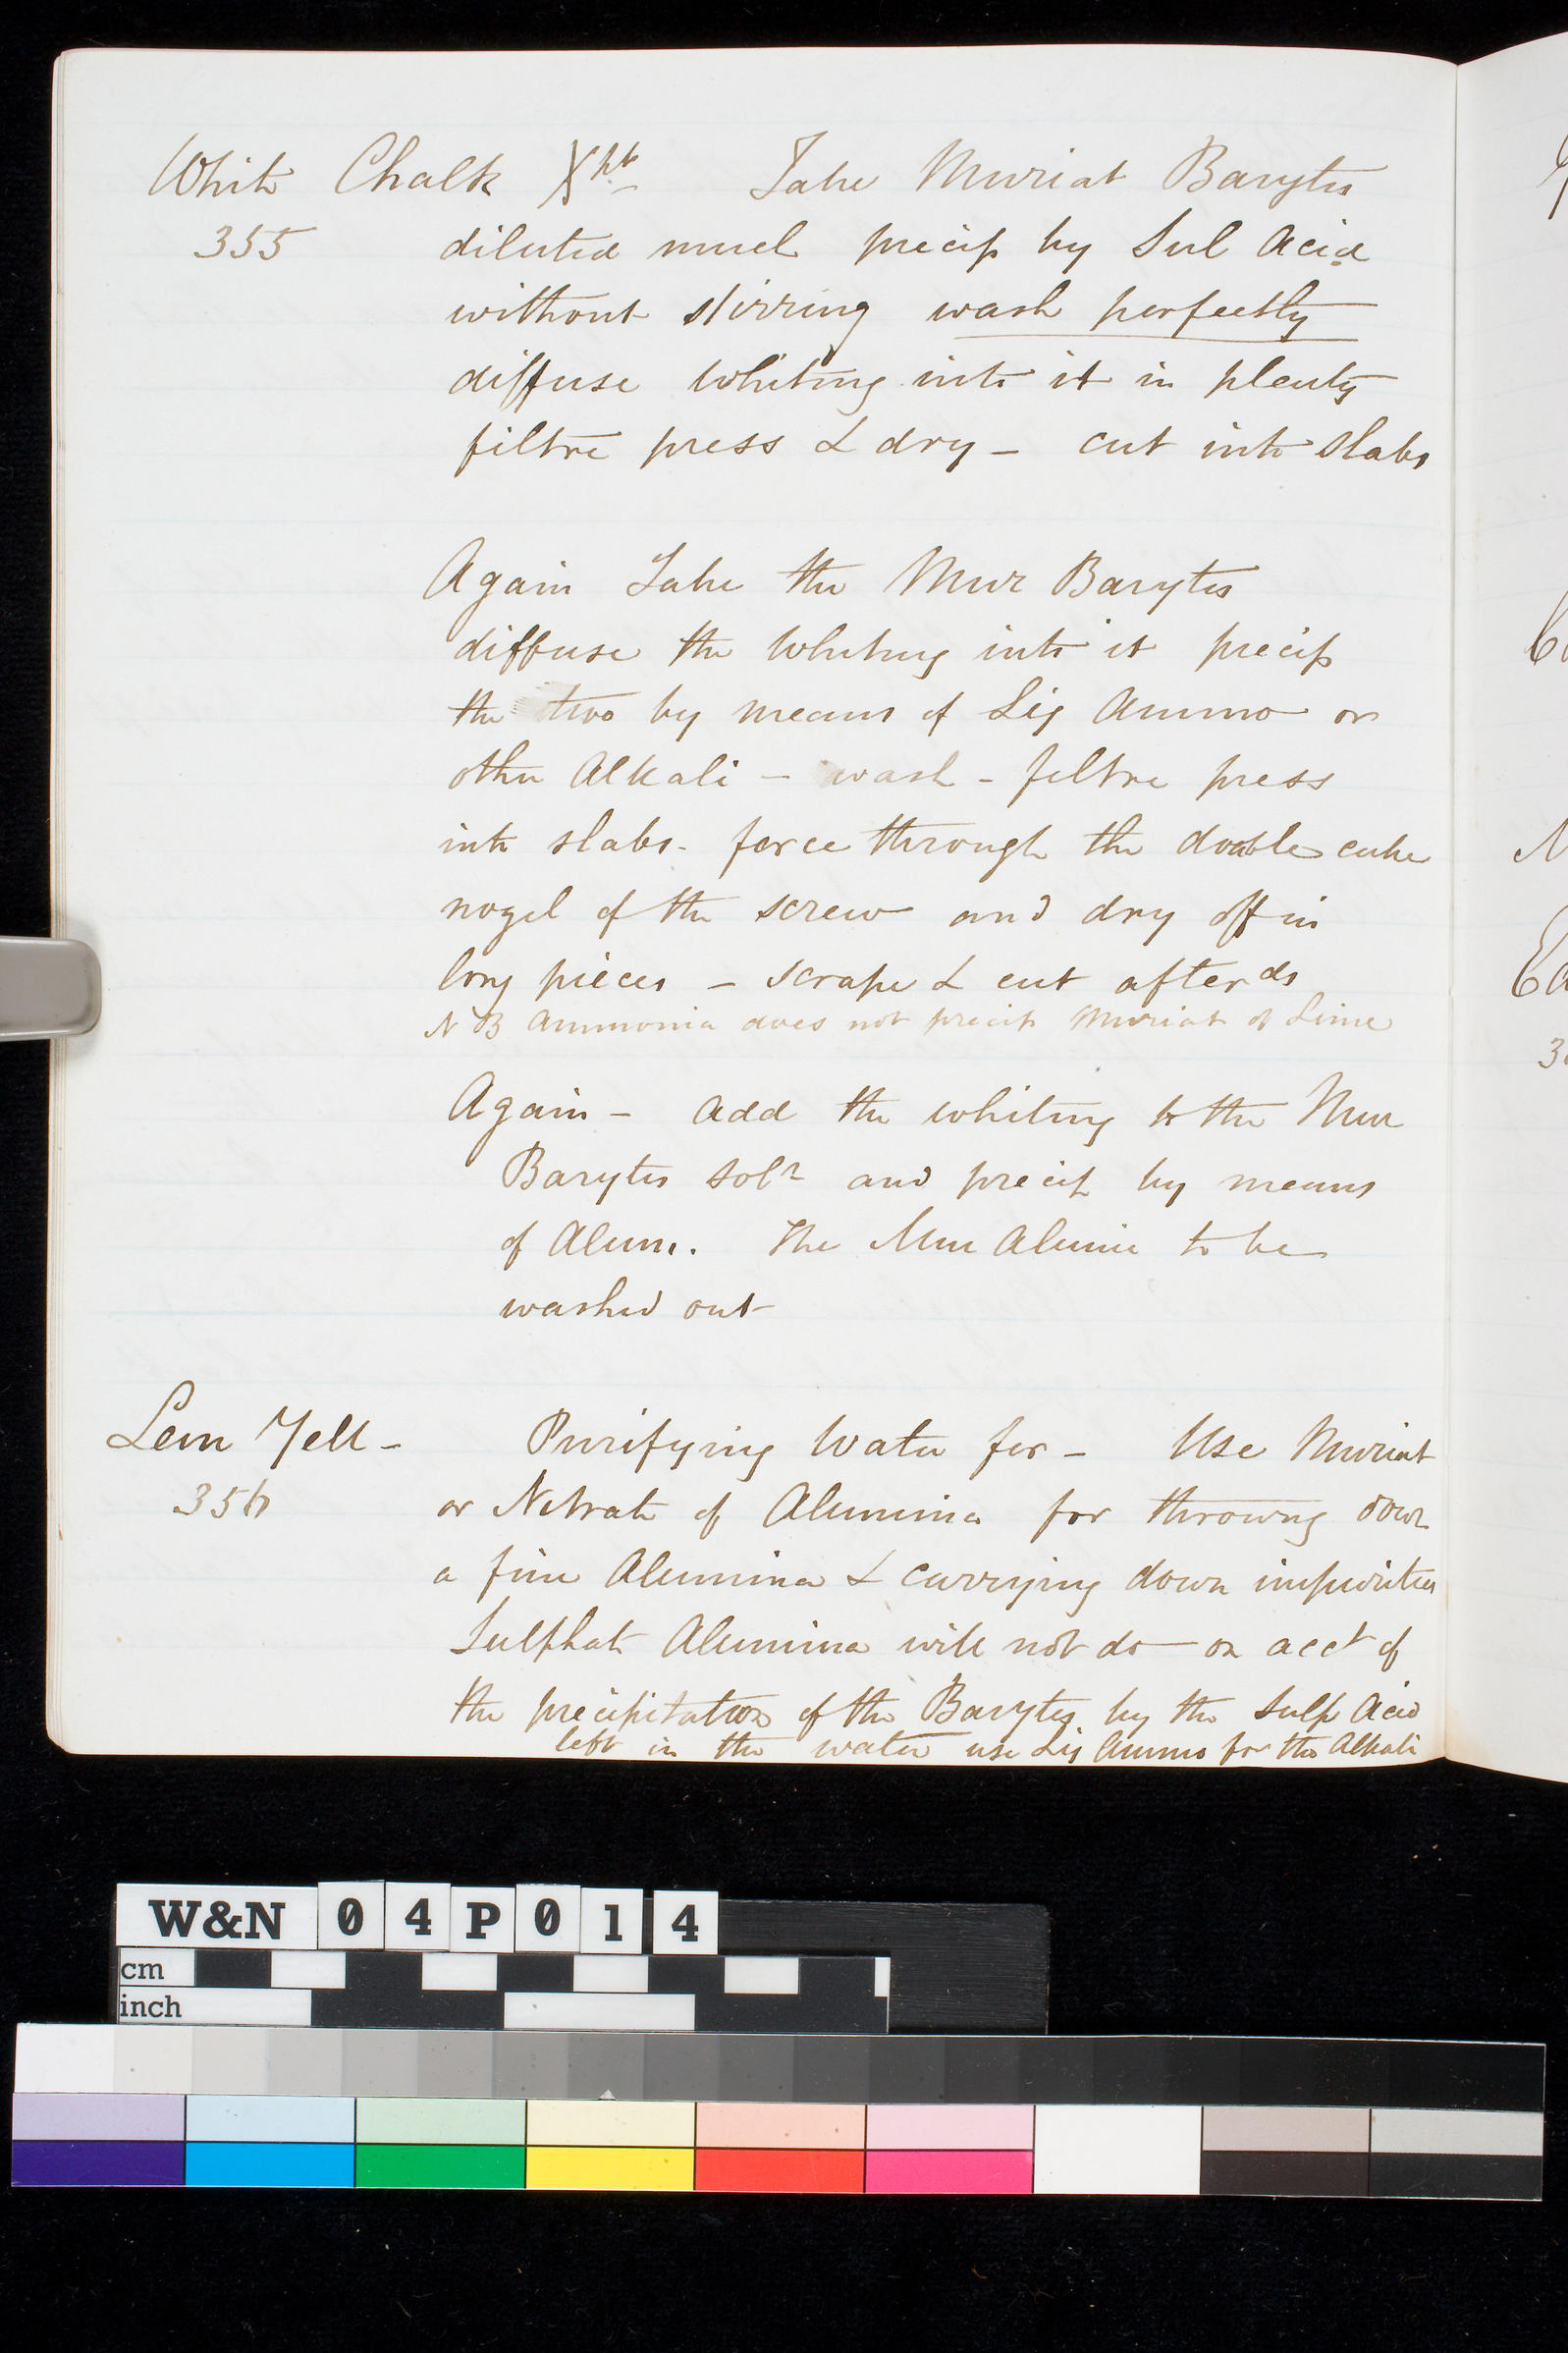 White Chalk Xpt Take Muriat Barytes
355 diluted much precip by Sul Acid
without stirring wash perfectly
diffuse Whiting into it in plenty
filtre press & dry - cut into slabs
Again Take the Mur Barytes
diffuse the Whiting into it precip
the two by means of Liq Ammo or
other Alkali - wash - filtre press
into slabs - force through the double cake
nozel of the screw and dry off in
long pieces - scrape & cut afterds
N B Ammonia does not precip Muriat of Lime
Again - add the whiting to the Mur
Barytes soln and precip by means
of Alum. The Mur Alumie to be
washed out
Lem Yell - Purifying Water for - Use Muriat
356 or Nitrate of Alumina for throwing down
a fine Alumina & carrying down impurities
Sulphate Alumina will not do - on acct of
the precipitation of the Barytes by the Sulp Acid
left in the water use Liq Ammo for the Alkali
W&N 04P014
cm
inch